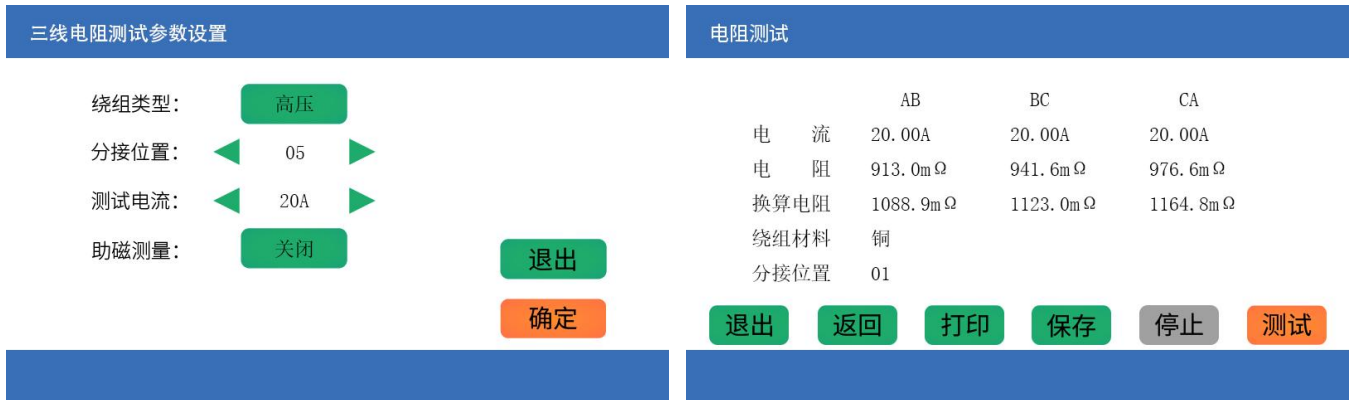 三线电阻测试参数设置
绕组类型： 高压
分接位置： 05
测试电流： 20A
助磁测量： 关闭
退出
确定
电阻测试
AB BC CA
电 流 20.00A 20.00A 20.00A
电 阻 913.0mΩ 941.6mΩ 976.6mΩ
换算电阻 1088.9mΩ 1123.0mΩ 1164.8mΩ
绕组材料 铜
分接位置 01
退出 返回 打印 保存 停止 测试